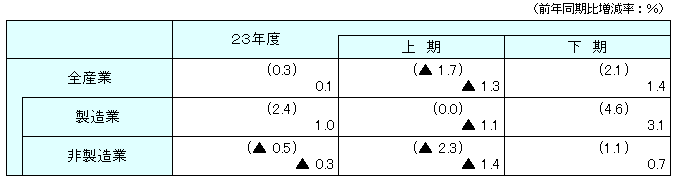 (前年同期比増減率:%)
23年度 上 期 下 期
全産業 (0.3) 0.1 (▲ 1.7) ▲ 1.3 (2.1) 1.4
製造業 (2.4) 1.0 (0.0) ▲ 1.1 (4.6) 3.1
非製造業 (▲ 0.5) ▲ 0.3 (▲ 2.3) ▲ 1.4 (1.1) 0.7